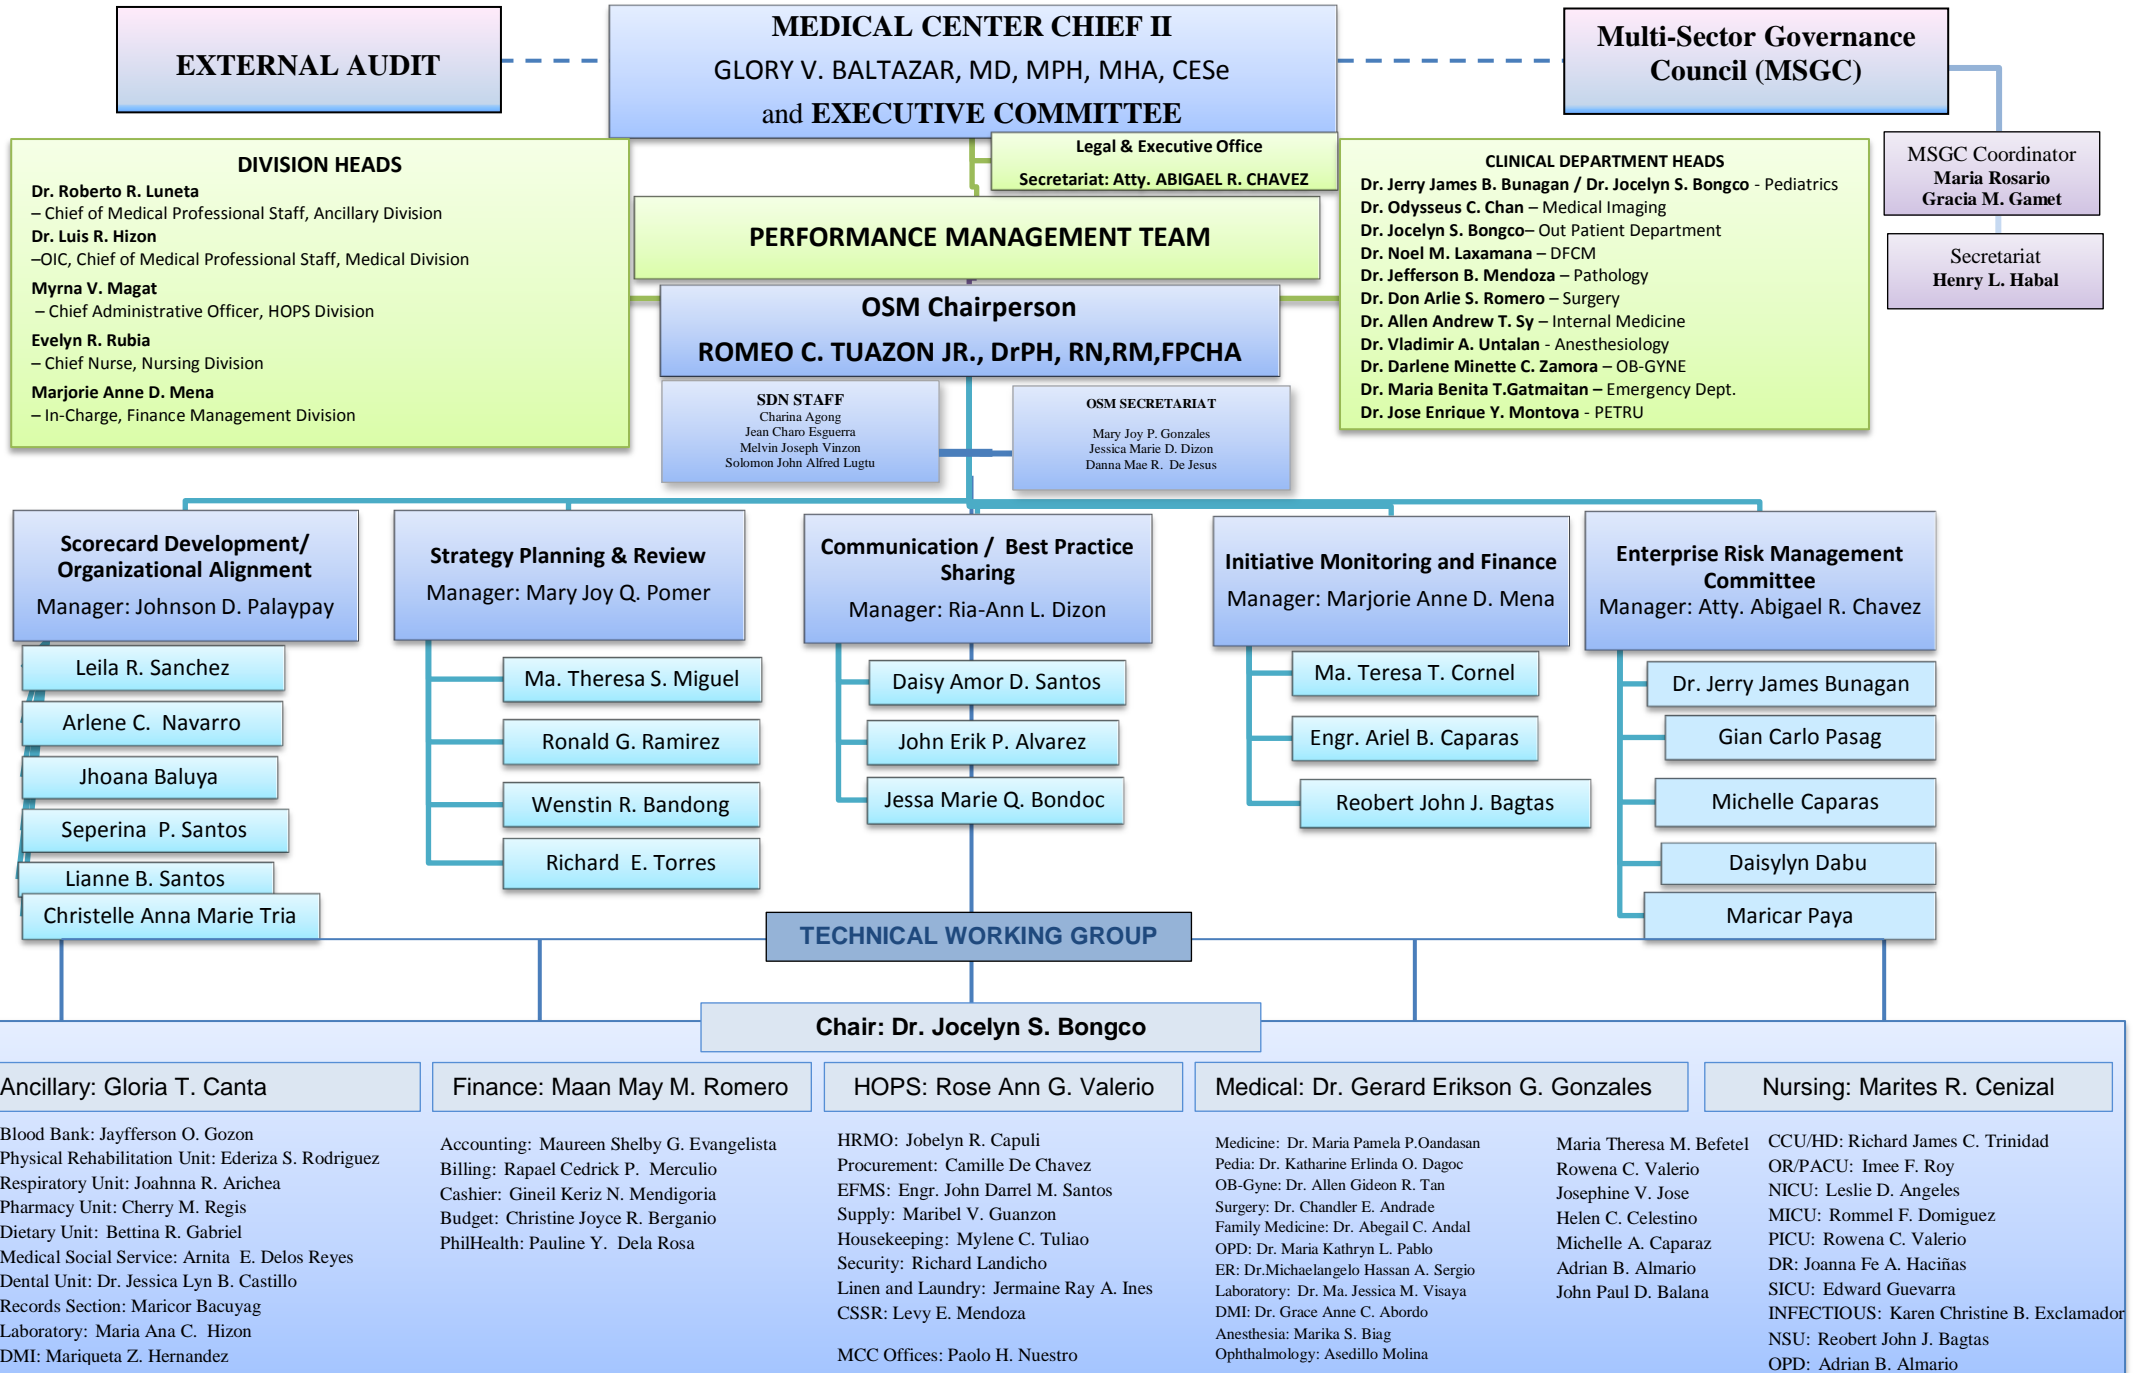 EXTERNAL AUDIT
MEDICAL CENTER CHIEF II
GLORY V. BALTAZAR, MD, MPH, MHA, CESe
and EXECUTIVE COMMITTEE
Multi-Sector Governance
Council (MSGC)
Legal & Executive Office
Secretariat: Atty. ABIGAEL R. CHAVEZ
MSGC Coordinator
Maria Rosario
Gracia M. Gamet
Secretariat
Henry L. Habal
DIVISION HEADS
Dr. Roberto R. Luneta
– Chief of Medical Professional Staff, Ancillary Division
Dr. Luis R. Hizon
–OIC, Chief of Medical Professional Staff, Medical Division
Myrna V. Magat
– Chief Administrative Officer, HOPS Division
Evelyn R. Rubia
– Chief Nurse, Nursing Division
Marjorie Anne D. Mena
– In-Charge, Finance Management Division
PERFORMANCE MANAGEMENT TEAM
OSM Chairperson
ROMEO C. TUAZON JR., DrPH, RN,RM,FPCHA
CLINICAL DEPARTMENT HEADS
Dr. Jerry James B. Bunagan / Dr. Jocelyn S. Bongco - Pediatrics
Dr. Odysseus C. Chan – Medical Imaging
Dr. Jocelyn S. Bongco– Out Patient Department
Dr. Noel M. Laxamana – DFCM
Dr. Jefferson B. Mendoza – Pathology
Dr. Don Arlie S. Romero – Surgery
Dr. Allen Andrew T. Sy – Internal Medicine
Dr. Vladimir A. Untalan - Anesthesiology
Dr. Darlene Minette C. Zamora – OB-GYNE
Dr. Maria Benita T.Gatmaitan – Emergency Dept.
Dr. Jose Enrique Y. Montoya - PETRU
SDN STAFF
Charina Agong
Jean Charo Esguerra
Melvin Joseph Vinzon
Solomon John Alfred Lugtu
OSM SECRETARIAT
Mary Joy P. Gonzales
Jessica Marie D. Dizon
Danna Mae R. De Jesus
Scorecard Development/
Organizational Alignment
Manager: Johnson D. Palaypay
Leila R. Sanchez
Arlene C. Navarro
Jhoana Baluya
Seperina P. Santos
Lianne B. Santos
Christelle Anna Marie Tria
Strategy Planning & Review
Manager: Mary Joy Q. Pomer
Ma. Theresa S. Miguel
Ronald G. Ramirez
Wenstin R. Bandong
Richard E. Torres
Communication / Best Practice
Sharing
Manager: Ria-Ann L. Dizon
Daisy Amor D. Santos
John Erik P. Alvarez
Jessa Marie Q. Bondoc
Initiative Monitoring and Finance
Manager: Marjorie Anne D. Mena
Ma. Teresa T. Cornel
Engr. Ariel B. Caparas
Reobert John J. Bagtas
Enterprise Risk Management
Committee
Manager: Atty. Abigael R. Chavez
Dr. Jerry James Bunagan
Gian Carlo Pasag
Michelle Caparas
Daisylyn Dabu
Maricar Paya
TECHNICAL WORKING GROUP
Chair: Dr. Jocelyn S. Bongco
Ancillary: Gloria T. Canta
Blood Bank: Jayfferson O. Gozon
Physical Rehabilitation Unit: Ederiza S. Rodriguez
Respiratory Unit: Joahnna R. Arichea
Pharmacy Unit: Cherry M. Regis
Dietary Unit: Bettina R. Gabriel
Medical Social Service: Arnita E. Delos Reyes
Dental Unit: Dr. Jessica Lyn B. Castillo
Records Section: Maricor Bacuyag
Laboratory: Maria Ana C. Hizon
DMI: Mariqueta Z. Hernandez
Finance: Maan May M. Romero
Accounting: Maureen Shelby G. Evangelista
Billing: Rapael Cedrick P. Merculio
Cashier: Gineil Keriz N. Mendigoria
Budget: Christine Joyce R. Berganio
PhilHealth: Pauline Y. Dela Rosa
HOPS: Rose Ann G. Valerio
HRMO: Jobelyn R. Capuli
Procurement: Camille De Chavez
EFMS: Engr. John Darrel M. Santos
Supply: Maribel V. Guanzon
Housekeeping: Mylene C. Tuliao
Security: Richard Landicho
Linen and Laundry: Jermaine Ray A. Ines
CSSR: Levy E. Mendoza
MCC Offices: Paolo H. Nuestro
Medical: Dr. Gerard Erikson G. Gonzales
Medicine: Dr. Maria Pamela P.Oandasan
Pedia: Dr. Katharine Erlinda O. Dagoc
OB-Gyne: Dr. Allen Gideon R. Tan
Surgery: Dr. Chandler E. Andrade
Family Medicine: Dr. Abegail C. Andal
OPD: Dr. Maria Kathryn L. Pablo
ER: Dr.Michaelangelo Hassan A. Sergio
Laboratory: Dr. Ma. Jessica M. Visaya
DMI: Dr. Grace Anne C. Abordo
Anesthesia: Marika S. Biag
Ophthalmology: Asedillo Molina
Maria Theresa M. Befetel
Rowena C. Valerio
Josephine V. Jose
Helen C. Celestino
Michelle A. Caparaz
Adrian B. Almario
John Paul D. Balana
Nursing: Marites R. Cenizal
CCU/HD: Richard James C. Trinidad
OR/PACU: Imee F. Roy
NICU: Leslie D. Angeles
MICU: Rommel F. Domiguez
PICU: Rowena C. Valerio
DR: Joanna Fe A. Haciñas
SICU: Edward Guevarra
INFECTIOUS: Karen Christine B. Exclamador
NSU: Reobert John J. Bagtas
OPD: Adrian B. Almario